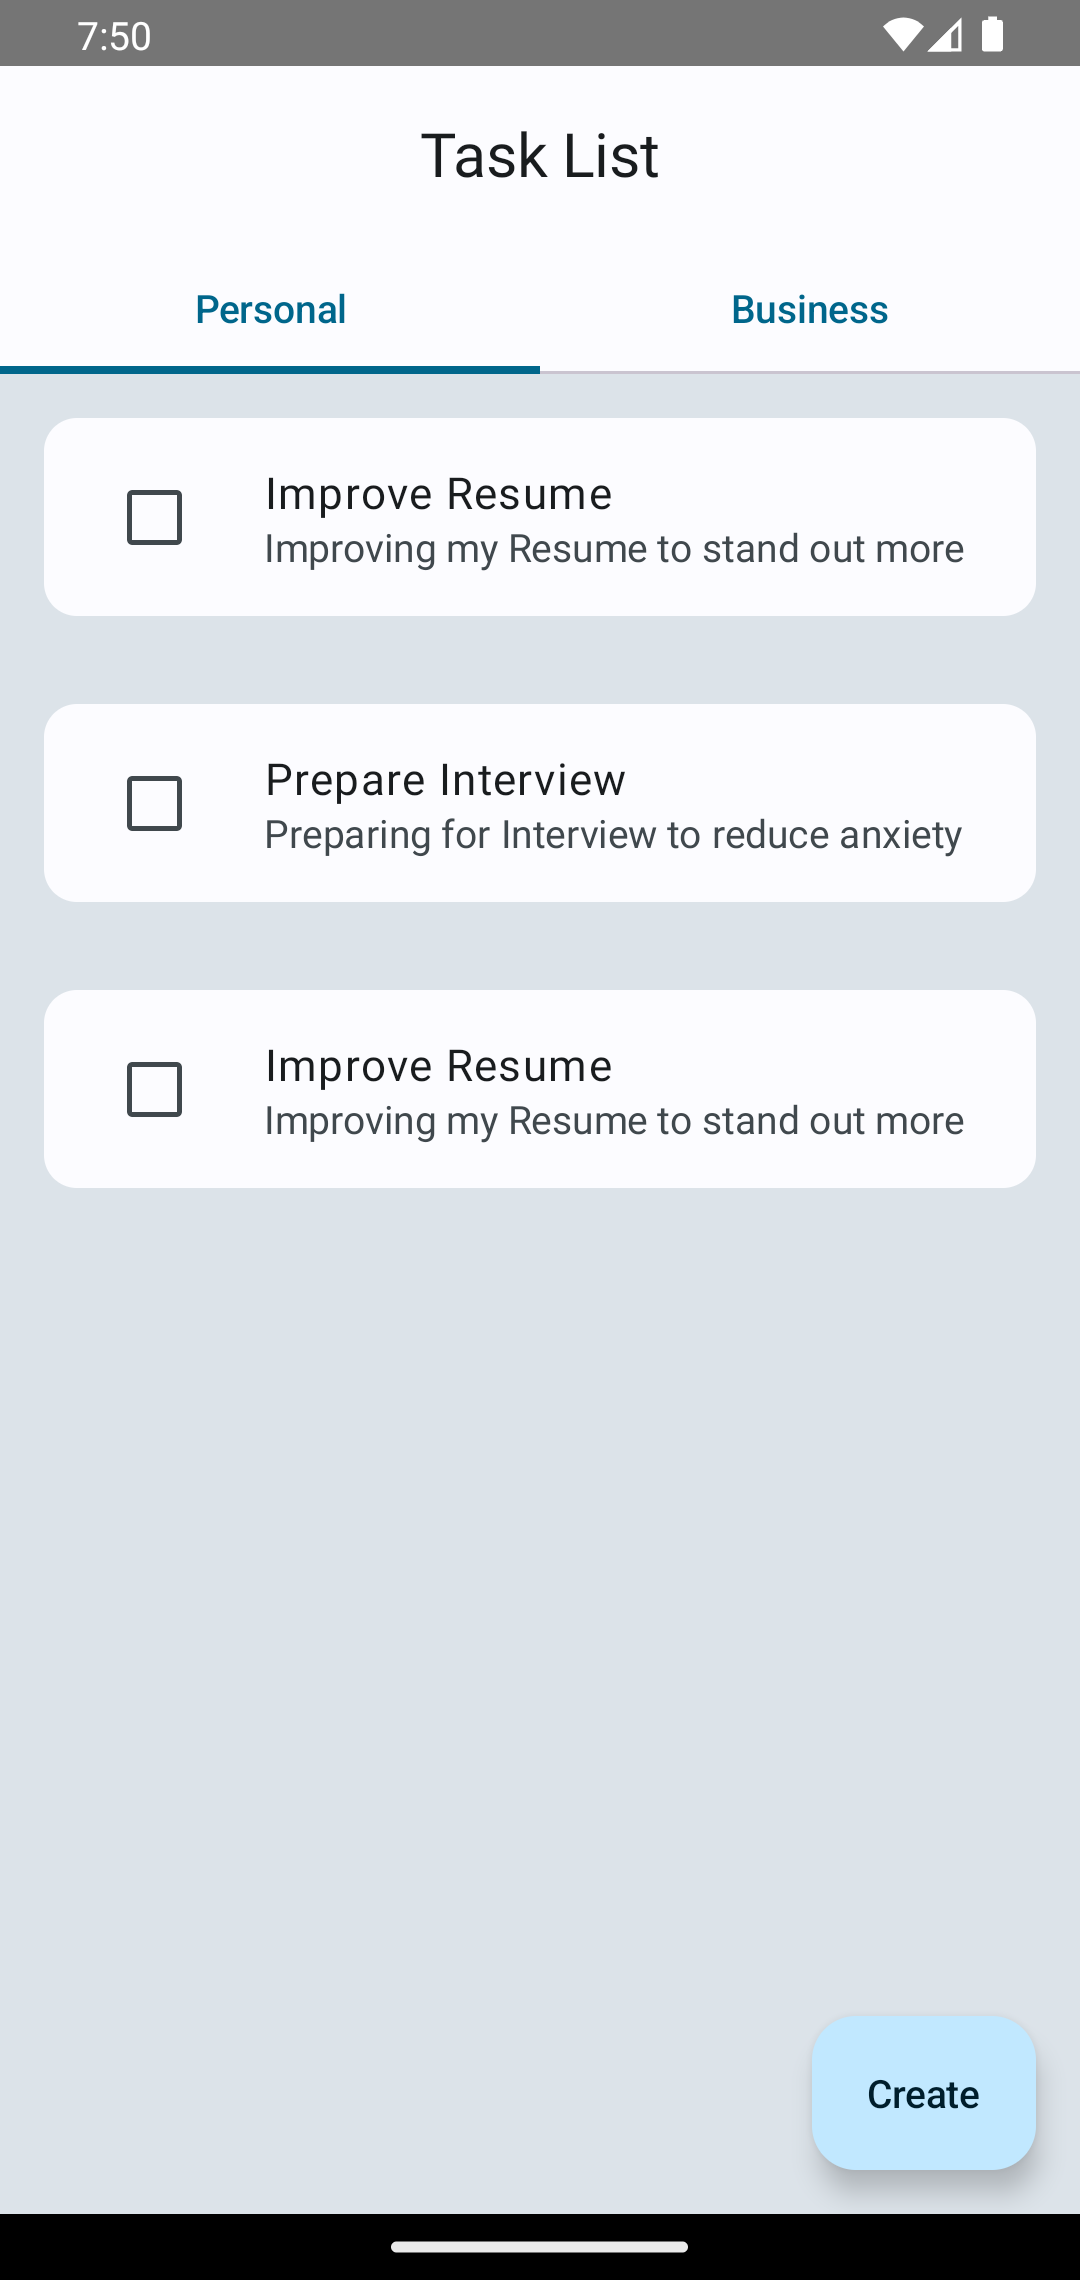 7:50
Task List
Personal
Business
Improve Resume
Improving my Resume to stand out more
Prepare Interview
Preparing for Interview to reduce anxiety
Improve Resume
Improving my Resume to stand out more
Create